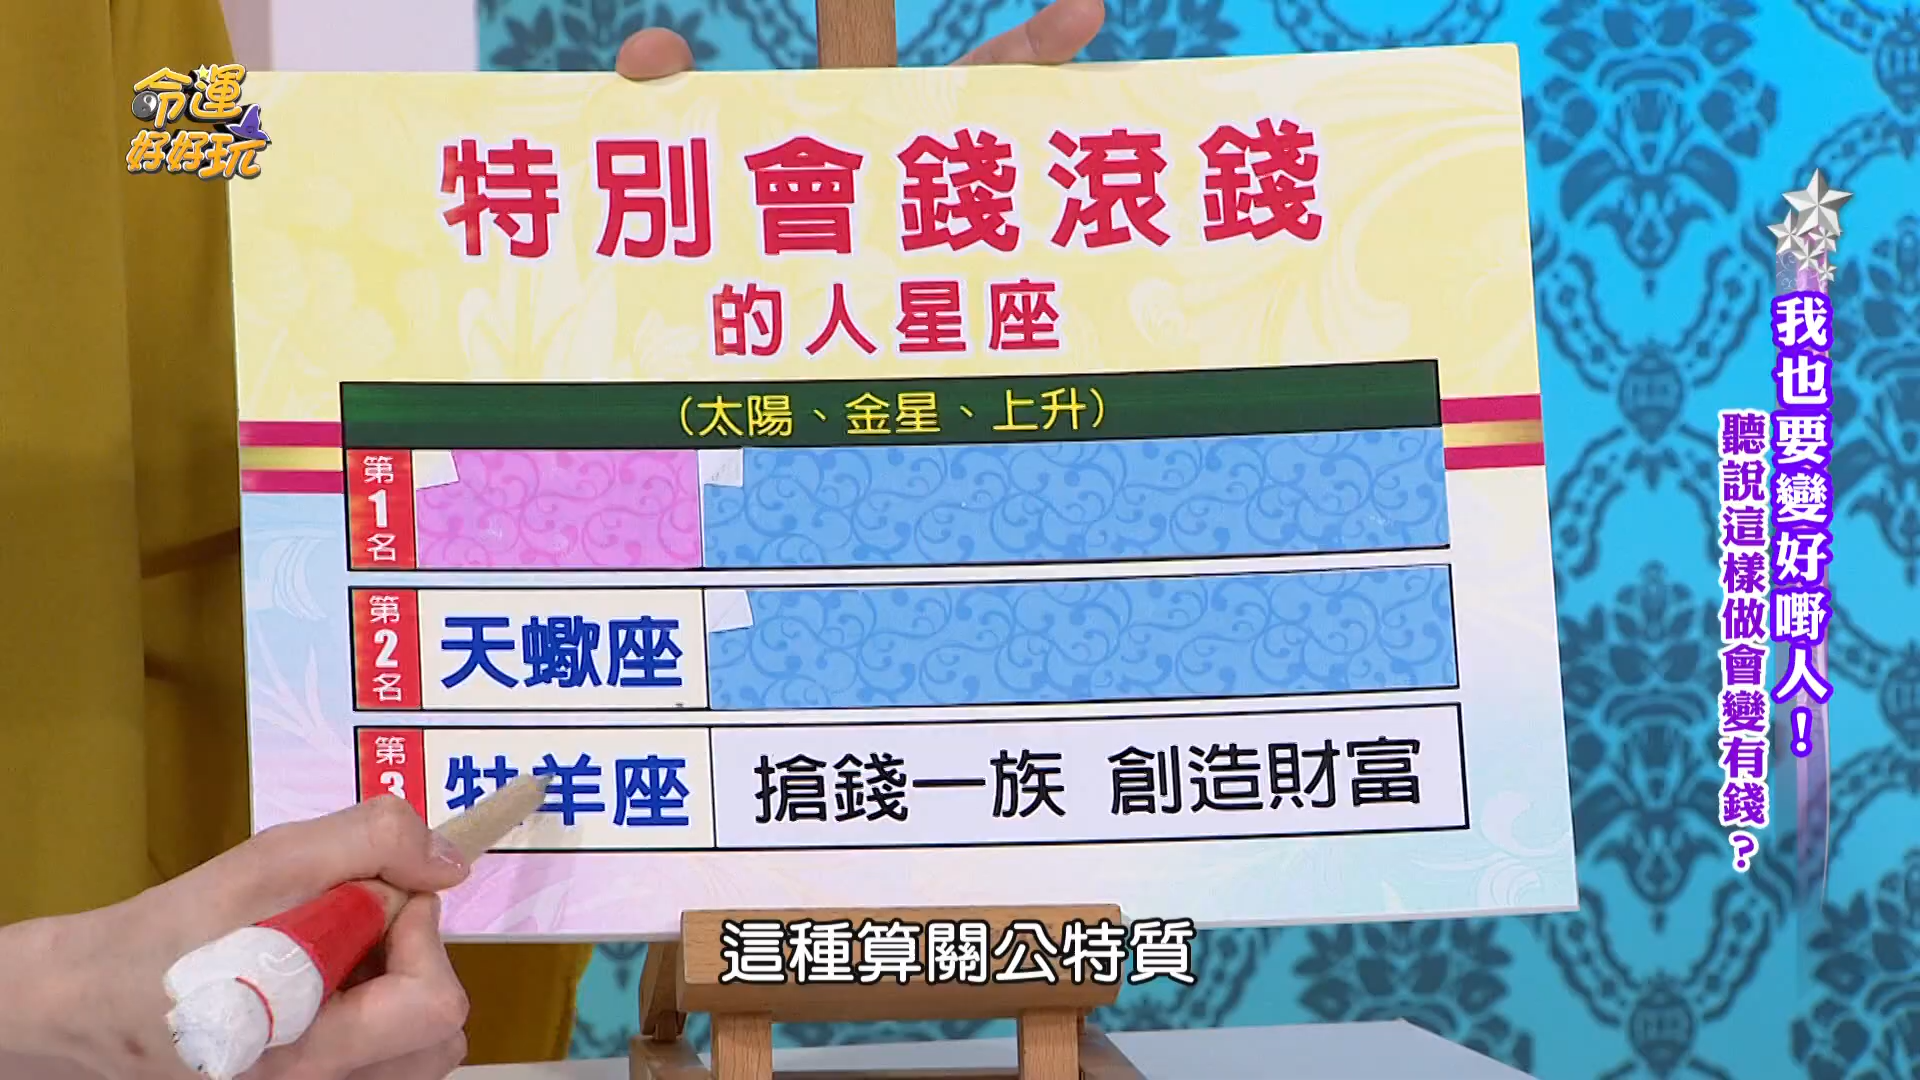 命運
好好玩
特別會錢滾錢
的人星座
（太陽、金星、上升）
第1名
第2名
天蠍座
第3
牡羊座
搶錢一族 創造財富
我也要變好嘢人！
聽說這樣做會變有錢？
這種算關公特質